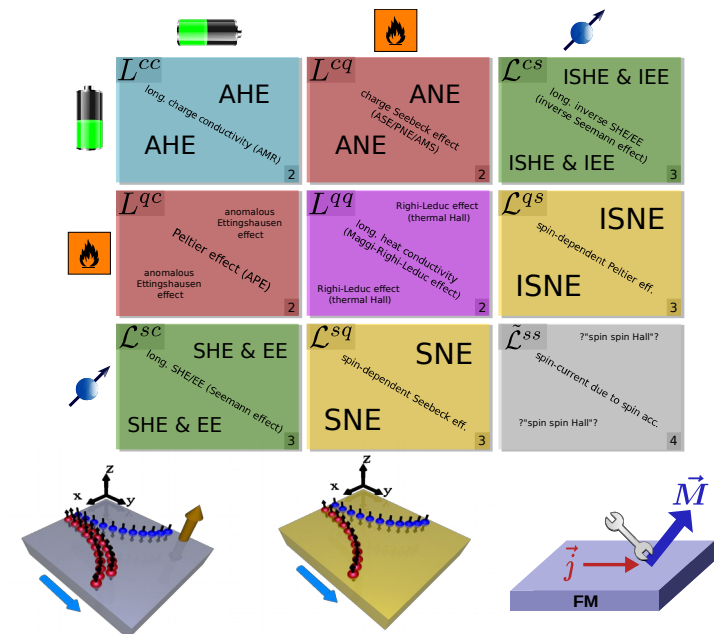 L^{cc}
AHE
long. charge conductivity (AMR)
AHE
2
L^{cq}
ANE
charge Seebeck effect
(ASE/PNE/AMS)
ANE
2
ℒ^{cs}
ISHE & IEE
long. inverse SHE/EE
(inverse Seemann effect)
ISHE & IEE
3
L^{qc}
anomalous
Ettingshausen
effect
Peltier effect (APE)
anomalous
Ettingshausen
effect
2
L^{qq}
Righi-Leduc effect
(thermal Hall)
long. heat conductivity
(Maggi-Righi-Leduc effect)
Righi-Leduc effect
(thermal Hall)
2
ℒ^{qs}
ISNE
spin-dependent Peltier eff.
ISNE
3
ℒ^{sc}
SHE & EE
long. SHE/EE (Seemann effect)
SHE & EE
3
ℒ^{sq}
SNE
spin-dependent Seebeck eff.
SNE
3
ℒ̃^{ss}
?"spin spin Hall"?
spin-current due to spin acc.
?"spin spin Hall"?
4
z
x
y
z
x
y
M⃗
j⃗
FM